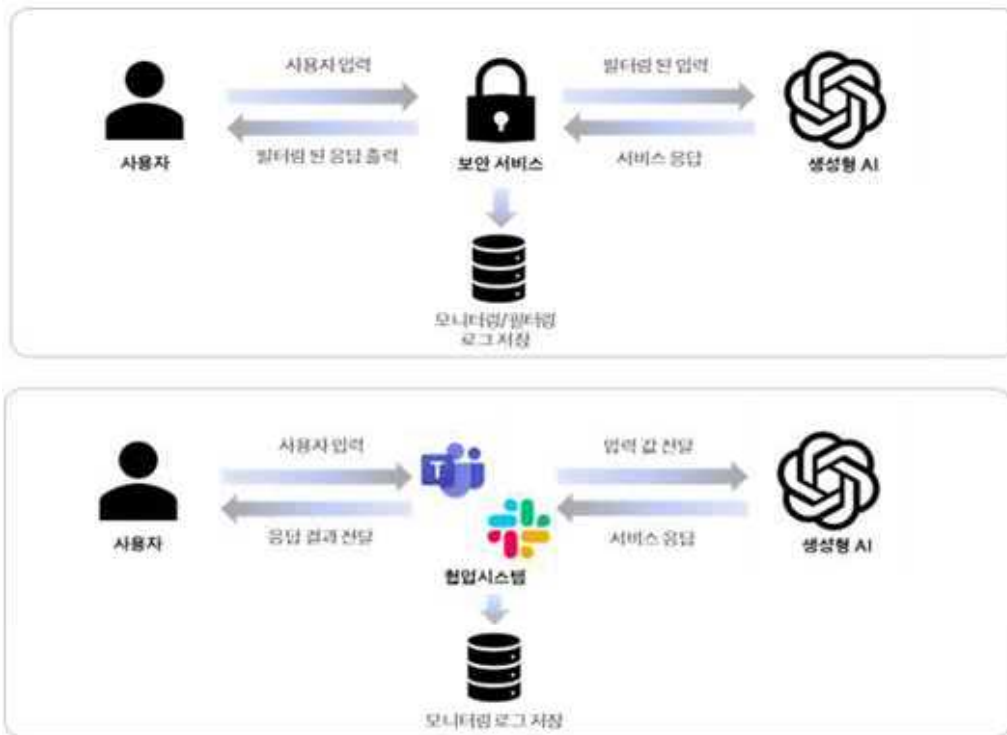 사용자 입력
필터링 된 입력
사용자
필터링 된 응답 출력
보안 서비스
서비스 응답
생성형 AI
모니터링/필터링
로그 저장
사용자 입력
입력 값 전달
T
사용자
응답 결과 전달
서비스 응답
생성형 AI
협업시스템
모니터링 로그 저장